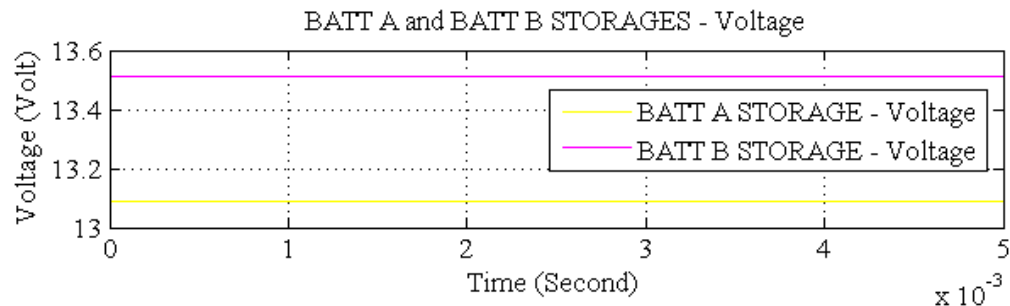 BATT A and BATT B STORAGES - Voltage
Voltage (Volt)
13.6
13.4
13.2
13
BATT A STORAGE - Voltage
BATT B STORAGE - Voltage
0 1 2 3 4 5
Time (Second)
x 10⁻³